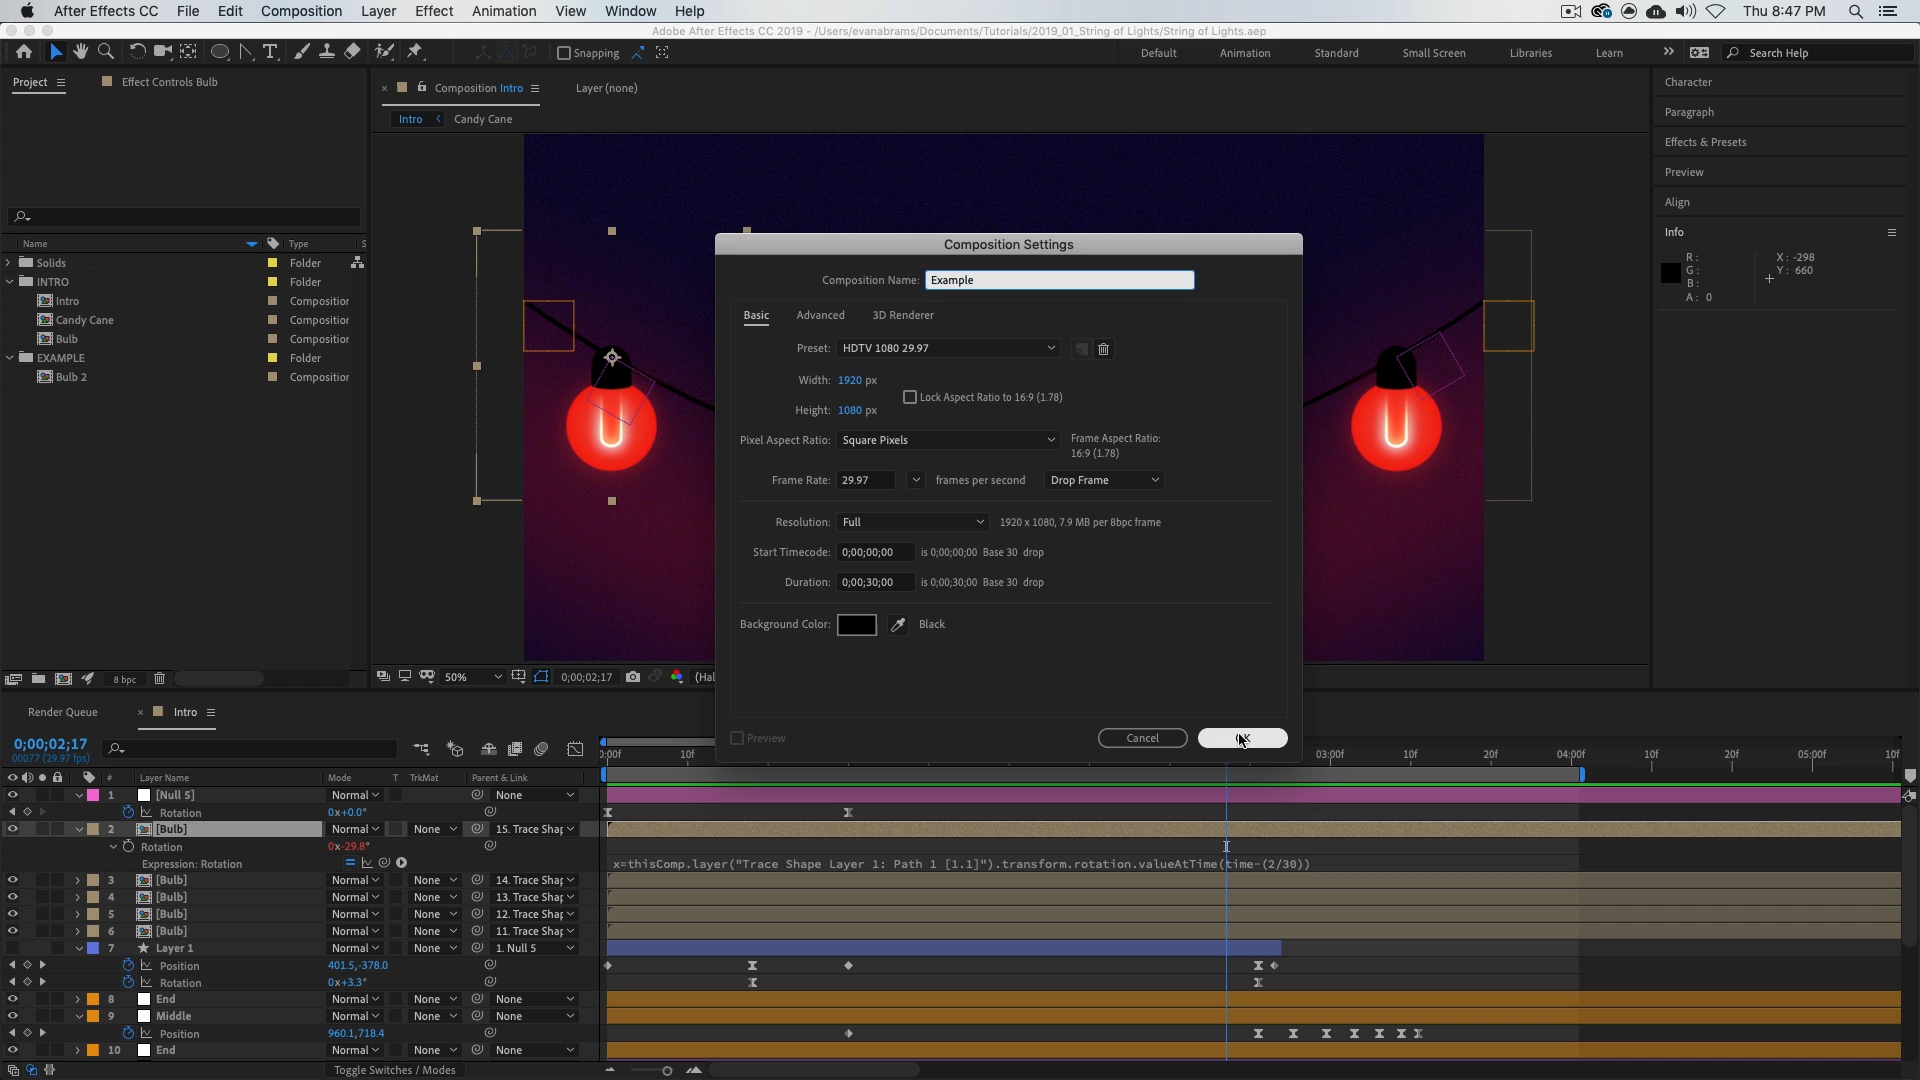 After Effects CC File Edit Composition Layer Effect Animation View Window Help Thu 8:47 PM
Adobe After Effects CC 2019 - /Users/evanabrams/Documents/Tutorials/2019_01_String of Lights/String of Lights.aep
Snapping Default Animation Standard Small Screen Libraries Learn Search Help
Project Effect Controls Bulb
Composition Intro Layer (none)
Intro Candy Cane
Name Type S
Solids Folder
INTRO Folder
Intro Composition
Candy Cane Composition
Bulb Composition
EXAMPLE Folder
Bulb 2 Composition
8 bpc
Character
Paragraph
Effects & Presets
Preview
Align
Info
R: X: -298
G: Y: 660
B:
A: 0
Composition Settings
Composition Name: Example
Basic Advanced 3D Renderer
Preset: HDTV 1080 29.97
Width: 1920 px
Lock Aspect Ratio to 16:9 (1.78)
Height: 1080 px
Pixel Aspect Ratio: Square Pixels Frame Aspect Ratio:
16:9 (1.78)
Frame Rate: 29.97 frames per second Drop Frame
Resolution: Full 1920 x 1080, 7.9 MB per 8bpc frame
Start Timecode: 0;00;00;00 is 0;00;00;00 Base 30 drop
Duration: 0;00;30;00 is 0;00;30;00 Base 30 drop
Background Color: Black
Preview Cancel
50% 0;00;02;17 (Hal
Render Queue Intro
0;00;02;17
00077 (29.97 fps)
0:00f 10f 03:00f 10f 20f 04:00f 10f 20f 05:00f 10f
# Layer Name Mode T TrkMat Parent & Link
1 [Null 5] Normal None
Rotation 0x+0.0°
2 [Bulb] Normal None 15. Trace Shap
Rotation 0x-29.8°
Expression: Rotation x=thisComp.layer("Trace Shape Layer 1: Path 1 [1.1]").transform.rotation.valueAtTime(time-(2/30))
3 [Bulb] Normal None 14. Trace Shap
4 [Bulb] Normal None 13. Trace Shap
5 [Bulb] Normal None 12. Trace Shap
6 [Bulb] Normal None 11. Trace Shap
7 Layer 1 Normal None 1. Null 5
Position 401.5,-378.0
Rotation 0x+3.3°
8 End Normal None None
9 Middle Normal None None
Position 960.1,718.4
10 End Normal None None
Toggle Switches / Modes